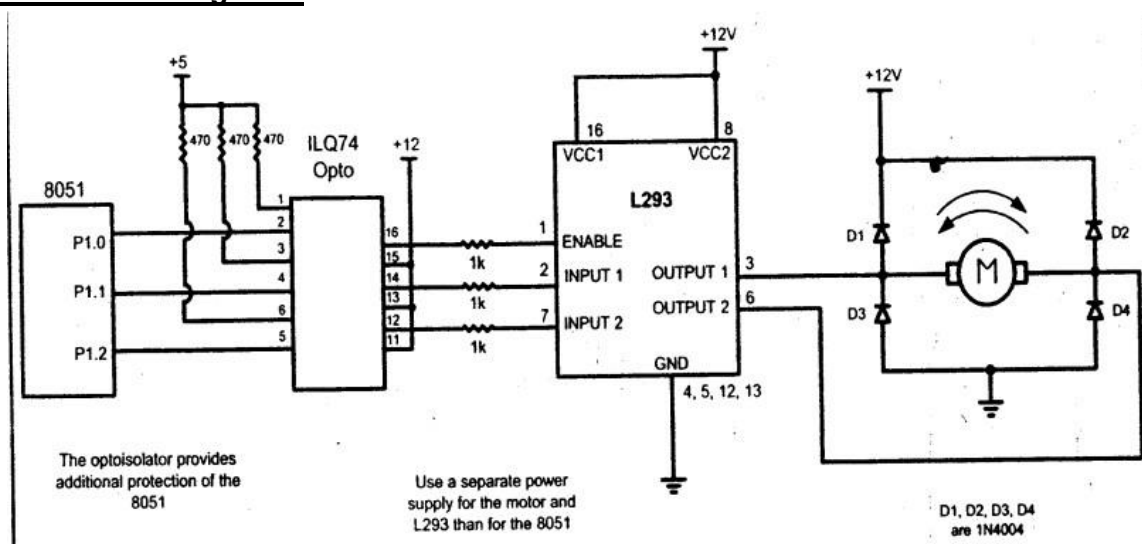 +12V
+5
+12V
470
470
470
ILQ74
Opto
+12
16
8
VCC1
VCC2
8051
L293
1
2
16
1
ENABLE
D1
D2
P1.0
3
15
1k
M
4
14
2
INPUT 1
OUTPUT 1
3
P1.1
13
1k
OUTPUT 2
6
D3
D4
6
12
7
INPUT 2
P1.2
5
11
1k
GND
4, 5, 12, 13
The optoisolator provides
additional protection of the
8051
Use a separate power
supply for the motor and
L293 than for the 8051
D1, D2, D3, D4
are 1N4004